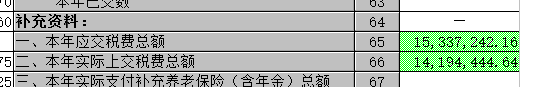 本年已交数 63
60 补充资料： 64 —
一、本年应交税费总额 65 15,337,242.16
75 二、本年实际上交税费总额 66 14,194,444.64
25 三、本年实际支付补充养老保险（含年金）总额 67